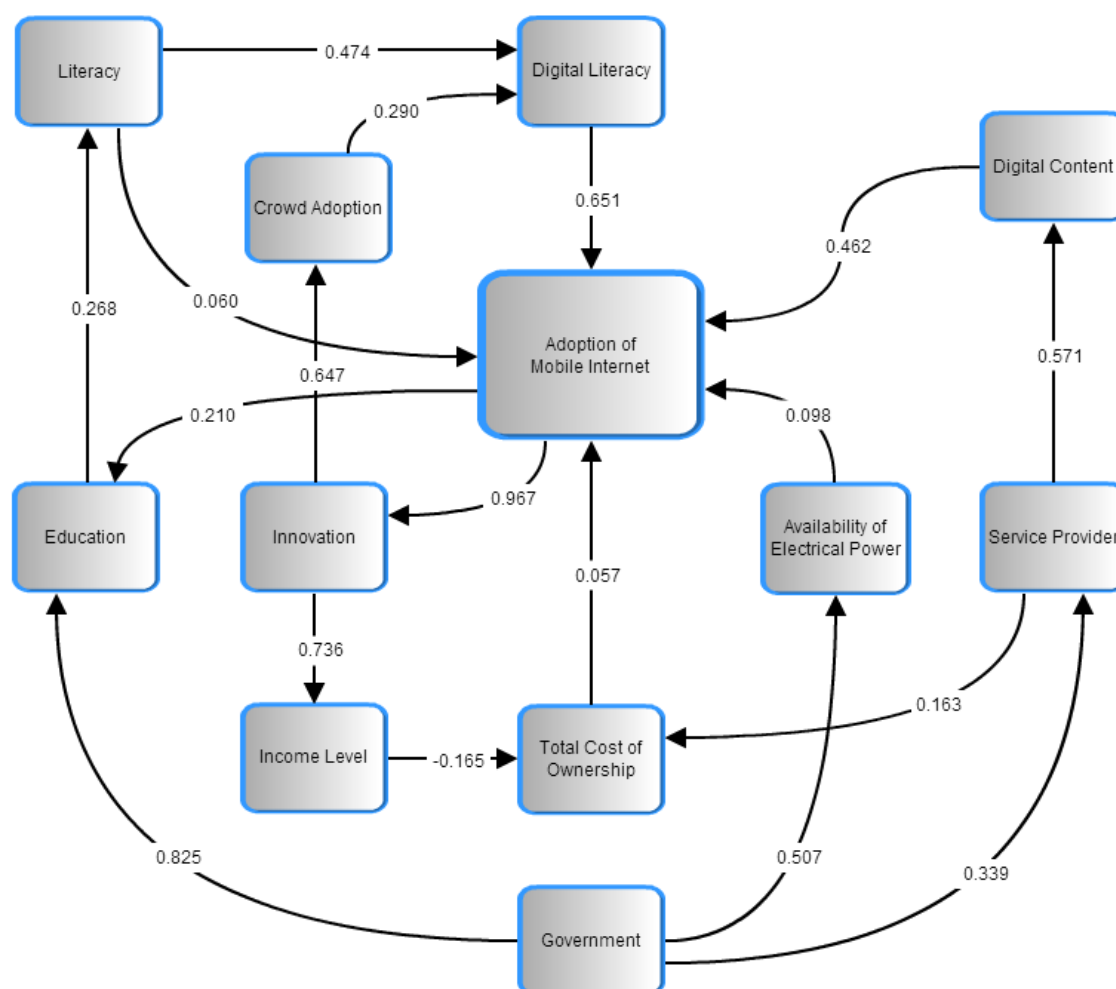 Literacy
0.474
Digital Literacy
0.290
Digital Content
Crowd Adoption
0.651
0.462
0.268
0.060
Adoption of
Mobile Internet
0.647
0.571
0.210
0.098
0.967
Education
Innovation
Availability of
Electrical Power
Service Provider
0.057
0.736
0.163
Income Level
-0.165
Total Cost of
Ownership
0.825
0.507
0.339
Government